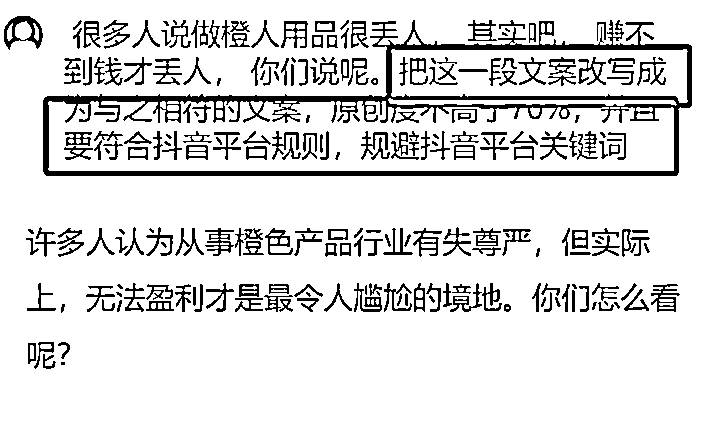 很多人说做橙人用品很丢人， 其实吧， 赚不
到钱才丢人， 你们说呢。把这一段文案改写成
为与之相符的文案，原创度不高于70%，并且
要符合抖音平台规则，规避抖音平台关键词
许多人认为从事橙色产品行业有失尊严，但实际
上，无法盈利才是最令人尴尬的境地。你们怎么看
呢?